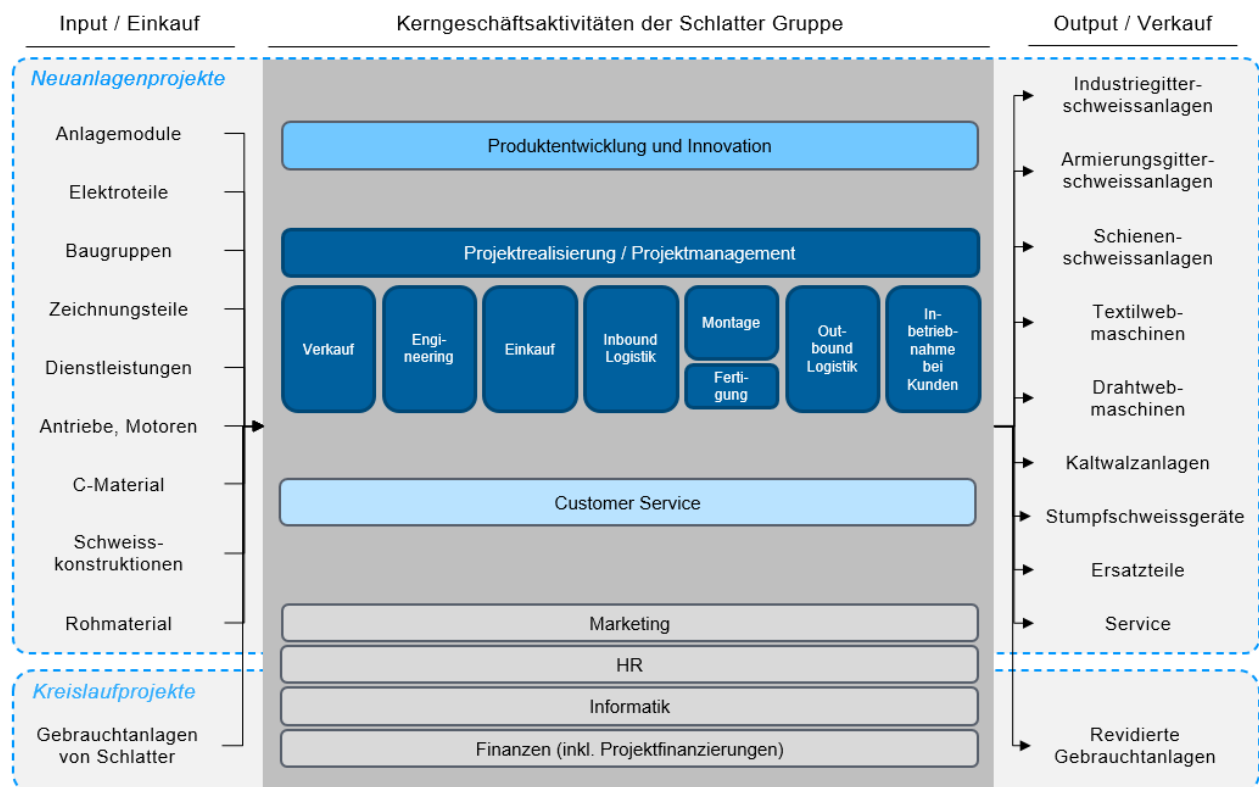 Input / Einkauf
Kerngeschäftsaktivitäten der Schlatter Gruppe
Output / Verkauf
Neuanlagenprojekte
Anlagemodule
Elektroteile
Baugruppen
Zeichnungsteile
Dienstleistungen
Antriebe, Motoren
C-Material
Schweiss-
konstruktionen
Rohmaterial
Kreislaufprojekte
Gebrauchtanlagen
von Schlatter
Produktentwicklung und Innovation
Projektrealisierung / Projektmanagement
Verkauf
Engi-
neering
Einkauf
Inbound
Logistik
Montage
Ferti-
gung
Out-
bound
Logistik
In-
betrieb-
nahme
bei
Kunden
Customer Service
Marketing
HR
Informatik
Finanzen (inkl. Projektfinanzierungen)
Industriegitter-
schweissanlagen
Armierungsgitter-
schweissanlagen
Schienen-
schweissanlagen
Textilweb-
maschinen
Drahtweb-
maschinen
Kaltwalzanlagen
Stumpfschweissgeräte
Ersatzteile
Service
Revidierte
Gebrauchtanlagen